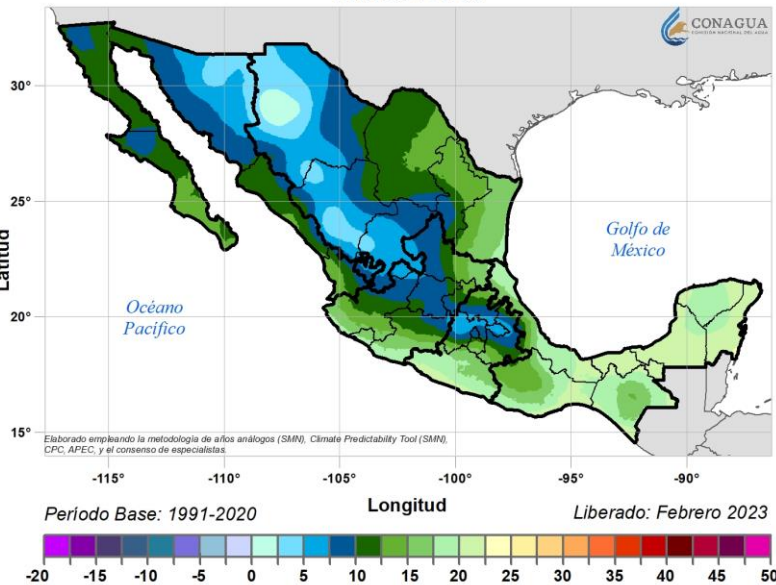 CONAGUA
COMISIÓN NACIONAL DEL AGUA
30°
25°
20°
15°
Latitud
Golfo de
México
Océano
Pacífico
Elaborado empleando la metodología de años análogos (SMN), Climate Predictability Tool (SMN),
CPC, APEC, y el consenso de especialistas.
-115° -110° -105° -100° -95° -90°
Longitud
Periodo Base: 1991-2020 Liberado: Febrero 2023
-20 -15 -10 -5 0 5 10 15 20 25 30 35 40 45 50